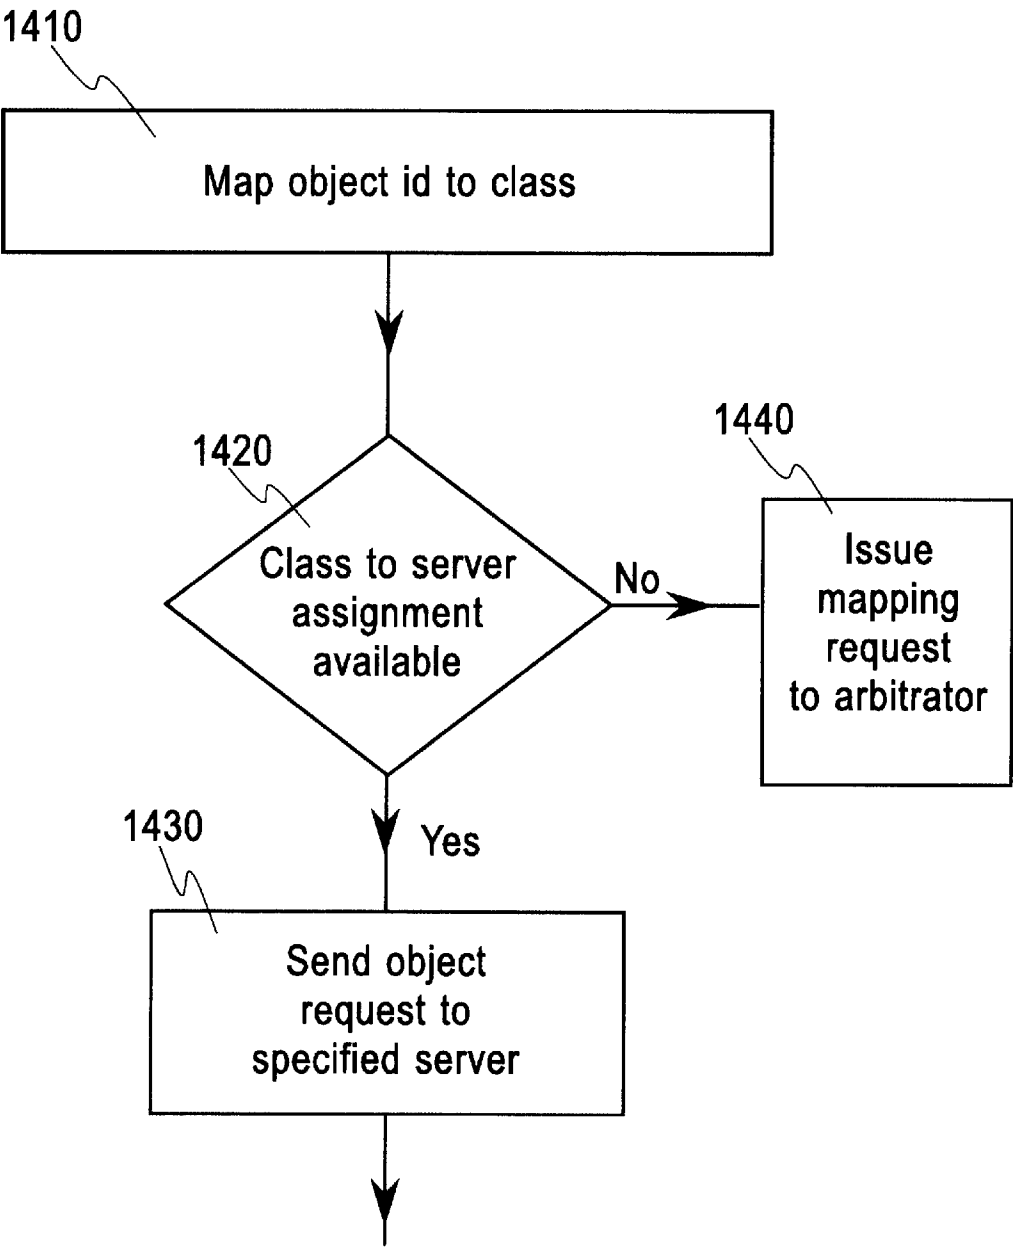 1410
Map object id to class
1420
Class to server
assignment
available
No
1440
Issue
mapping
request
to arbitrator
Yes
1430
Send object
request to
specified server